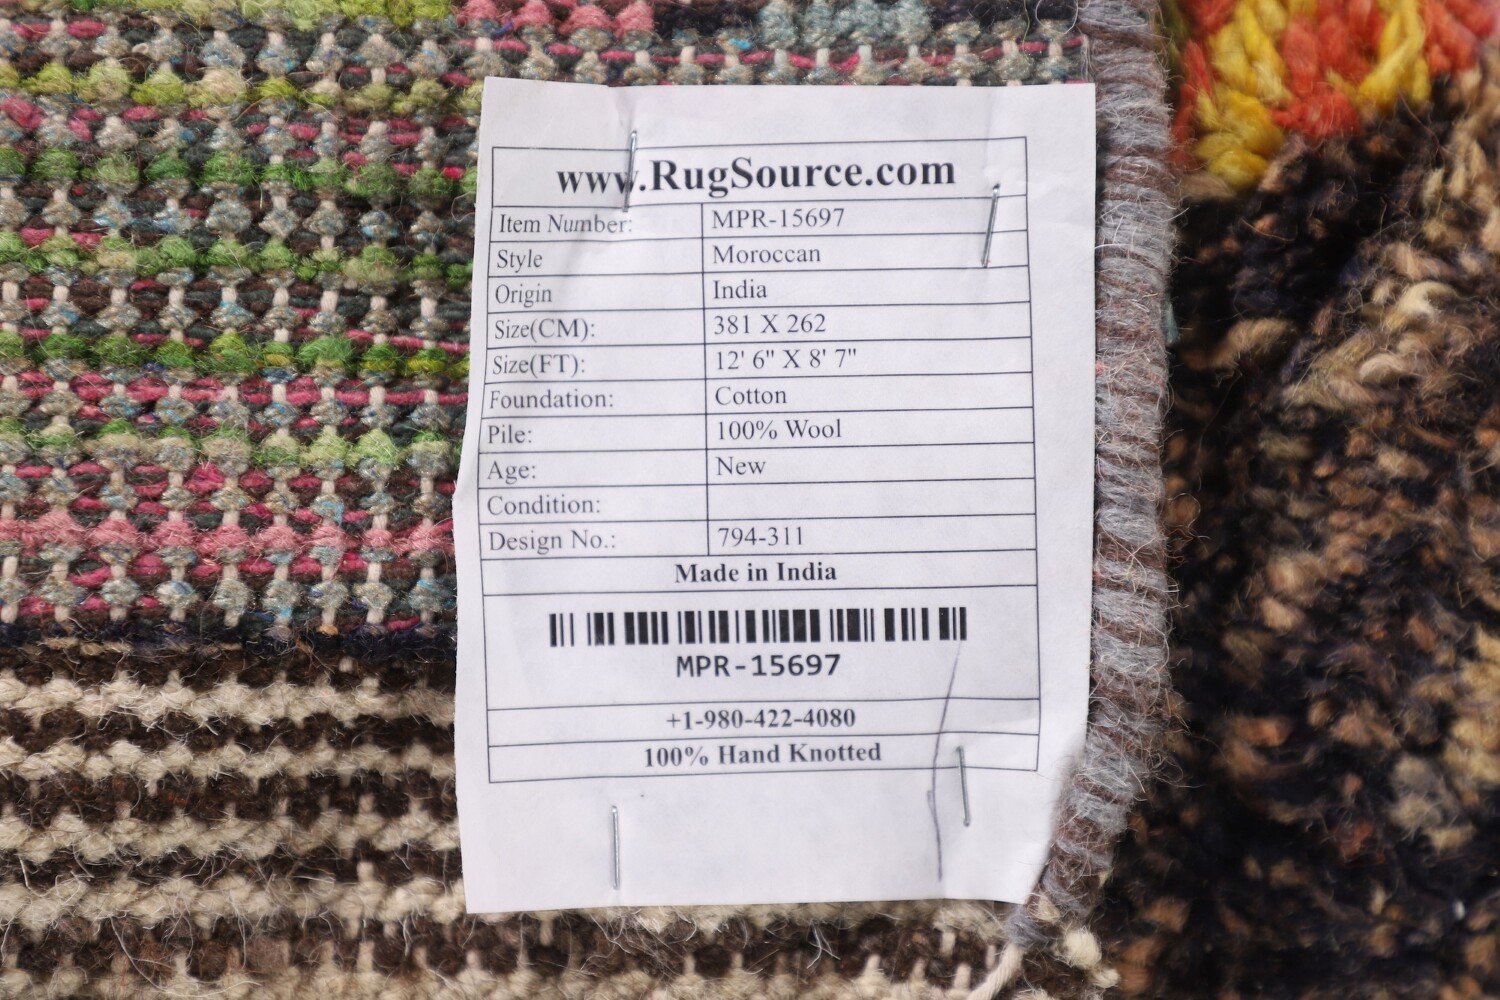 www.RugSource.com
Item Number: MPR-15697
Style Moroccan
Origin India
Size(CM): 381 X 262
Size(FT): 12' 6" X 8' 7"
Foundation: Cotton
Pile: 100% Wool
Age: New
Condition:
Design No.: 794-311
Made in India
MPR-15697
+1-980-422-4080
100% Hand Knotted